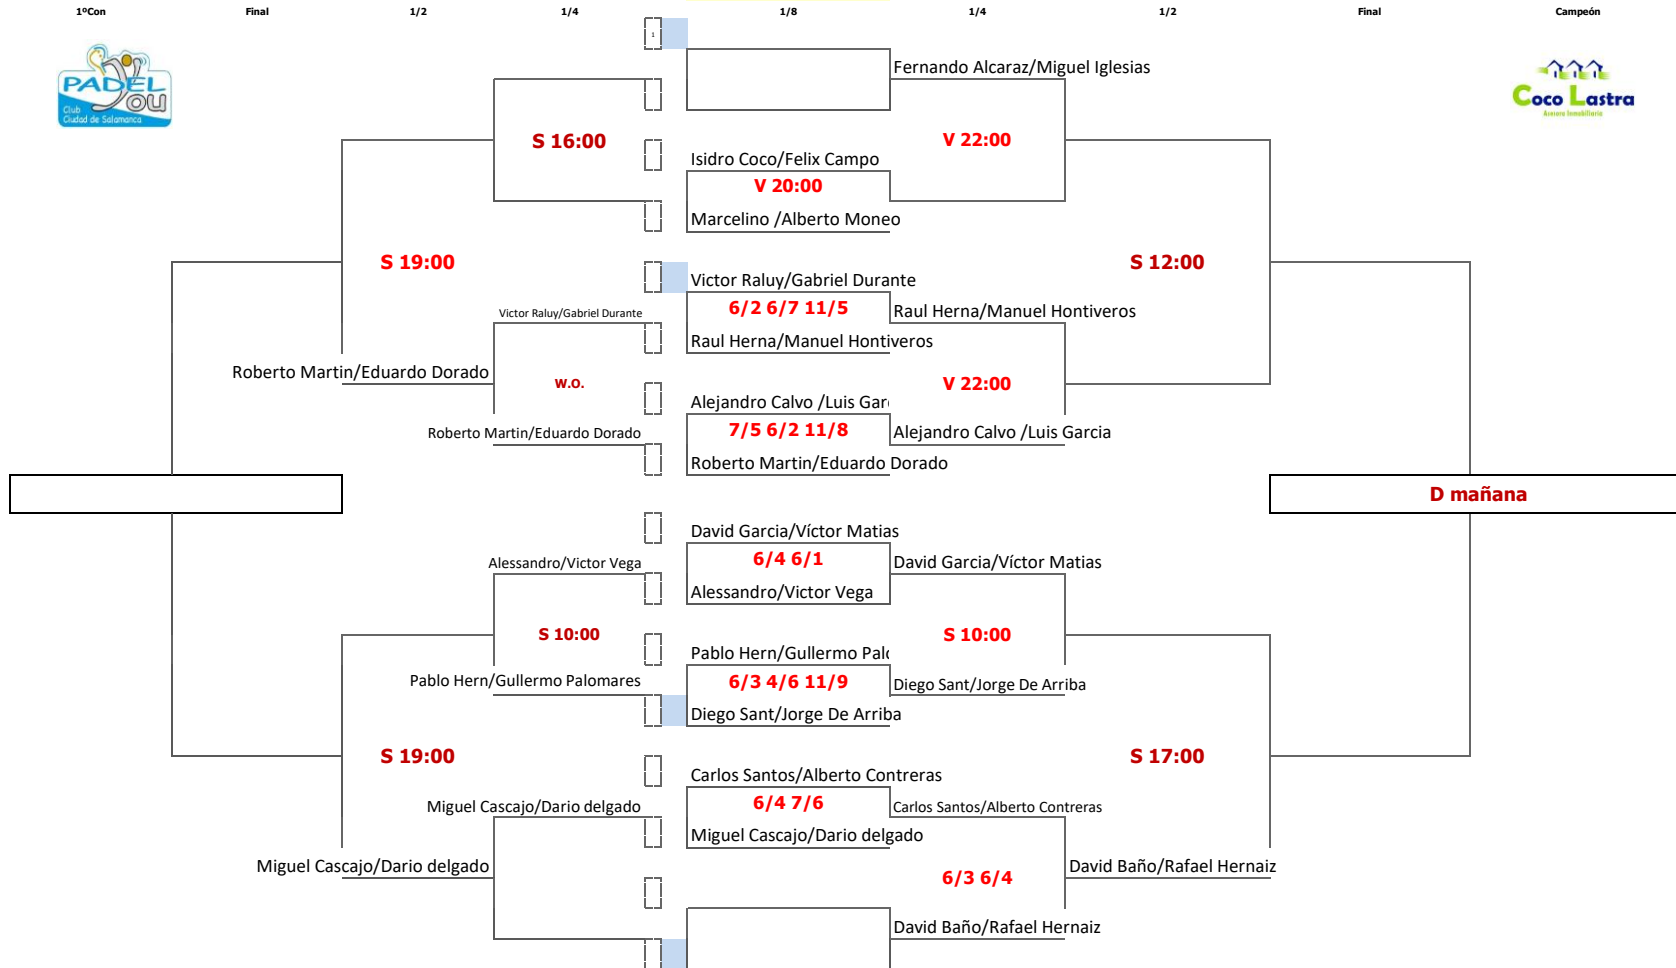 1ºCon Final 1/2 1/4 1/8 1/4 1/2 Final Campeón
1
PADEL
YOU
Club
Ciudad de Salamanca
Fernando Alcaraz/Miguel Iglesias
Coco Lastra
Asesora Inmobiliaria
S 16:00
V 22:00
Isidro Coco/Felix Campo
V 20:00
Marcelino /Alberto Moneo
S 19:00
S 12:00
Victor Raluy/Gabriel Durante
Victor Raluy/Gabriel Durante
6/2 6/7 11/5
Raul Herna/Manuel Hontiveros
Raul Herna/Manuel Hontiveros
Roberto Martin/Eduardo Dorado
W.O.
V 22:00
Alejandro Calvo /Luis Gar
Roberto Martin/Eduardo Dorado
7/5 6/2 11/8
Alejandro Calvo /Luis Garcia
Roberto Martin/Eduardo Dorado
D mañana
David Garcia/Víctor Matias
Alessandro/Victor Vega
6/4 6/1
David Garcia/Víctor Matias
Alessandro/Victor Vega
S 10:00
S 10:00
Pablo Hern/Gullermo Palo
Pablo Hern/Gullermo Palomares
6/3 4/6 11/9
Diego Sant/Jorge De Arriba
Diego Sant/Jorge De Arriba
S 19:00
S 17:00
Carlos Santos/Alberto Contreras
Miguel Cascajo/Dario delgado
6/4 7/6
Carlos Santos/Alberto Contreras
Miguel Cascajo/Dario delgado
Miguel Cascajo/Dario delgado
6/3 6/4
David Baño/Rafael Hernaiz
David Baño/Rafael Hernaiz